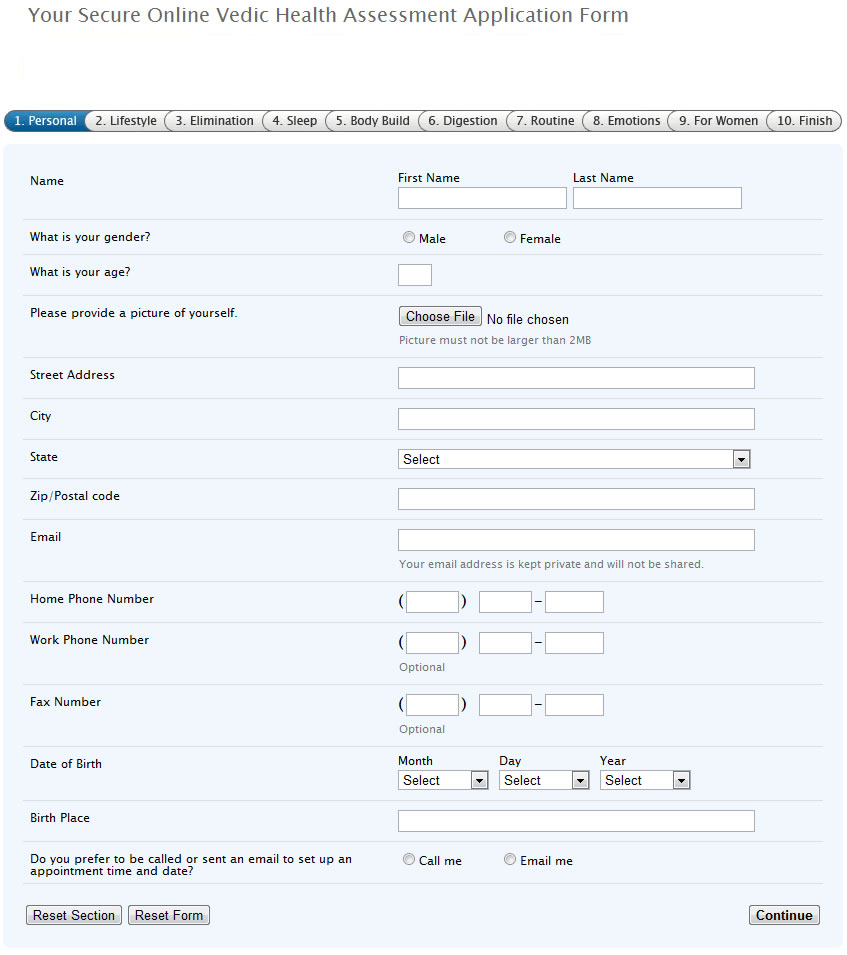 Your Secure Online Vedic Health Assessment Application Form
1. Personal 2. Lifestyle 3. Elimination 4. Sleep 5. Body Build 6. Digestion 7. Routine 8. Emotions 9. For Women 10. Finish
Name First Name Last Name
What is your gender? Male Female
What is your age?
Please provide a picture of yourself. Choose File No file chosen
Picture must not be larger than 2MB
Street Address
City
State Select
Zip/Postal code
Email
Your email address is kept private and will not be shared.
Home Phone Number ( ) –
Work Phone Number ( ) –
Optional
Fax Number ( ) –
Optional
Date of Birth Month Day Year
Select Select Select
Birth Place
Do you prefer to be called or sent an email to set up an Call me Email me
appointment time and date?
Reset Section Reset Form Continue